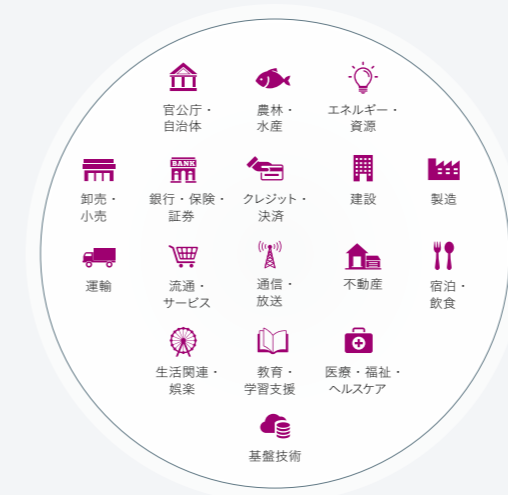 官公庁・
自治体
農林・
水産
エネルギー・
資源
卸売・
小売
BANK
銀行・保険・
証券
クレジット・
決済
建設
製造
運輸
流通・
サービス
通信・
放送
不動産
宿泊・
飲食
生活関連・
娯楽
教育・
学習支援
医療・福祉・
ヘルスケア
基盤技術